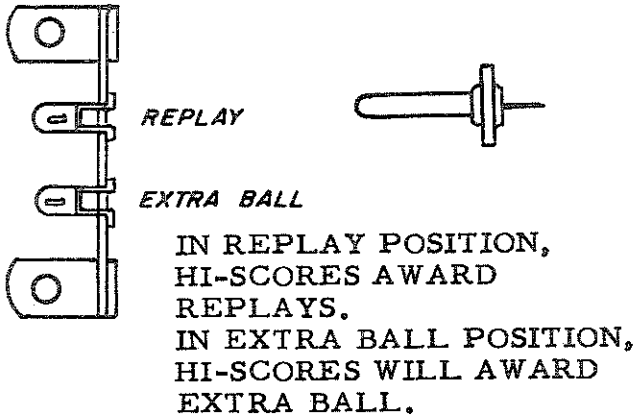 REPLAY
EXTRA BALL
IN REPLAY POSITION,
HI-SCORES AWARD
REPLAYS.
IN EXTRA BALL POSITION,
HI-SCORES WILL AWARD
EXTRA BALL.